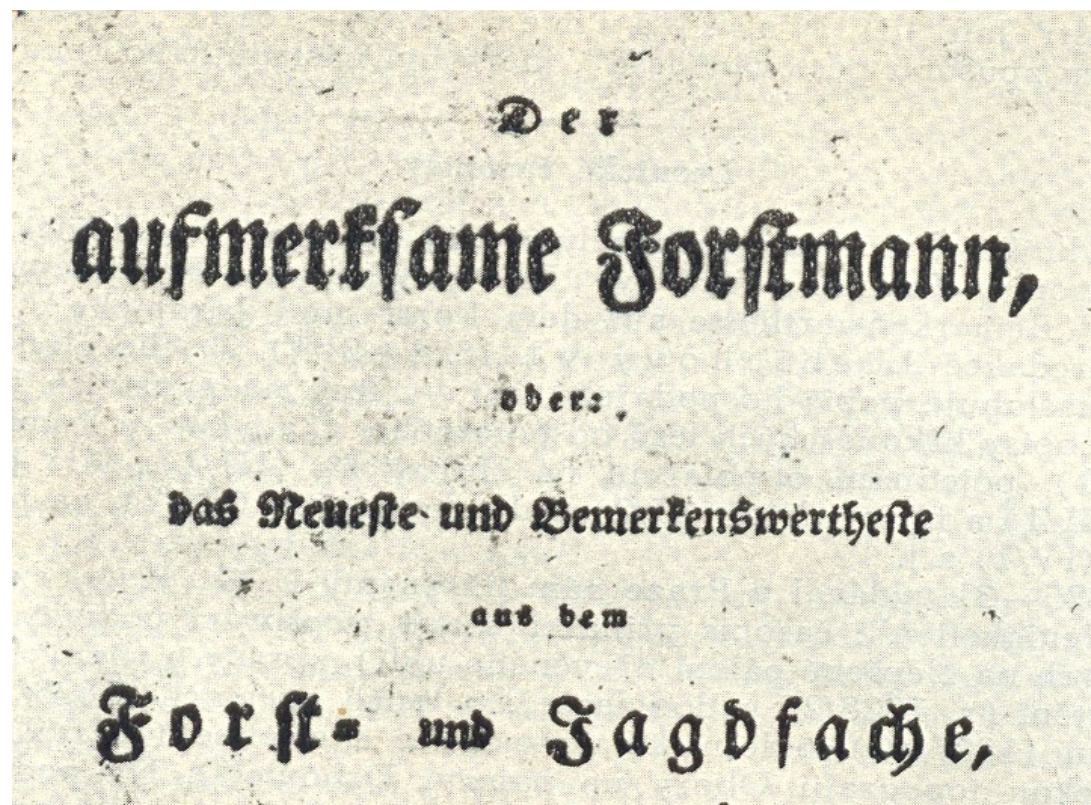 Der
aufmerksame Forstmann,
oder:
das Neueste und Bemerkenswertheste
aus dem
Forst- und Jagdfache,